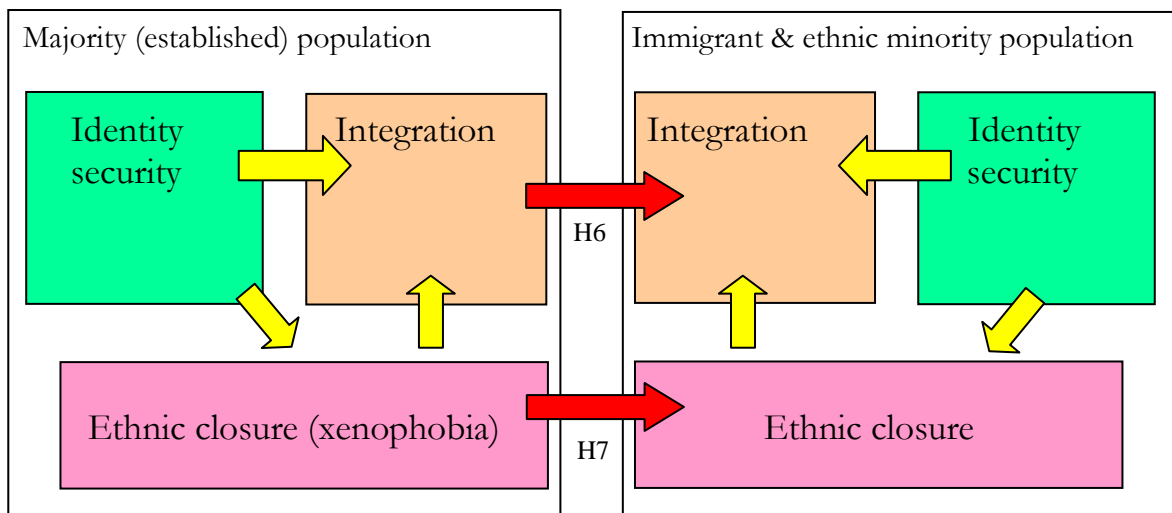 Majority (established) population
Identity
security
Integration
Ethnic closure (xenophobia)
H6
H7
Immigrant & ethnic minority population
Integration
Identity
security
Ethnic closure